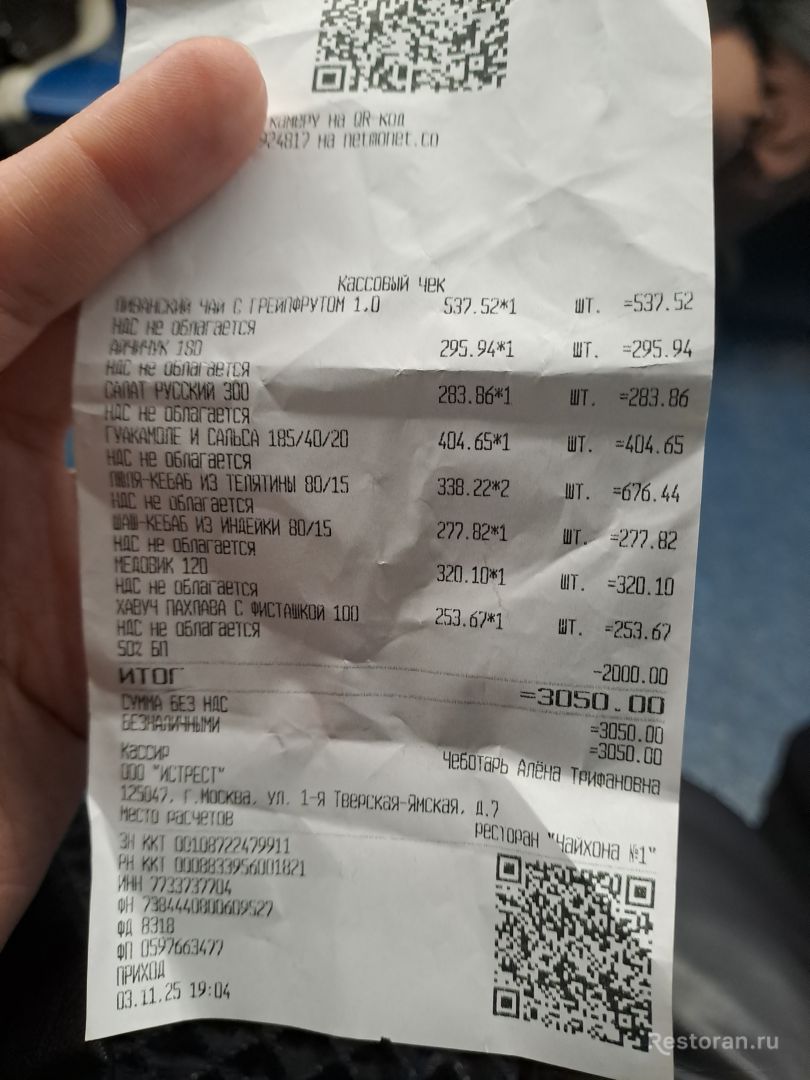 камеру на QR-код
924817 на netmonet.co
Кассовый чек
ЛИВАНСКИЙ ЧАЙ С ГРЕЙПФРУТОМ 1.0 537.52*1 шт. =537.52
НДС не облагается
АЧИЧУК 180 295.94*1 шт. =295.94
НДС не облагается
САЛАТ РУССКИЙ 300 283.86*1 шт. =283.86
НДС не облагается
ГУАКАМОЛЕ И САЛЬСА 185/40/20 404.65*1 шт. =404.65
НДС не облагается
ЛЮЛЯ-КЕБАБ ИЗ ТЕЛЯТИНЫ 80/15 338.22*2 шт. =676.44
НДС не облагается
ШАШ-КЕБАБ ИЗ ИНДЕЙКИ 80/15 277.82*1 шт. =277.82
НДС не облагается
МЕДОВИК 120 320.10*1 шт. =320.10
НДС не облагается
ХАВУЧ ПАХЛАВА С ФИСТАШКОЙ 100 253.67*1 шт. =253.67
НДС не облагается
50% БП -2000.00
ИТОГ =3050.00
СУММА БЕЗ НДС =3050.00
БЕЗНАЛИЧНЫМИ =3050.00
Кассир Чеботарь Алёна Трифановна
ООО "ИСТРЕСТ"
125047, г.Москва, ул. 1-я Тверская-Ямская, д.7
Место расчетов ресторан "Чайхона №1"
ЗН ККТ 00108722479911
РН ККТ 0008833956001821
ИНН 7733737704
ФН 7384440800609527
ФД 8318
ФП 0597663477
ПРИХОД
03.11.25 19:04
Restoran.ru